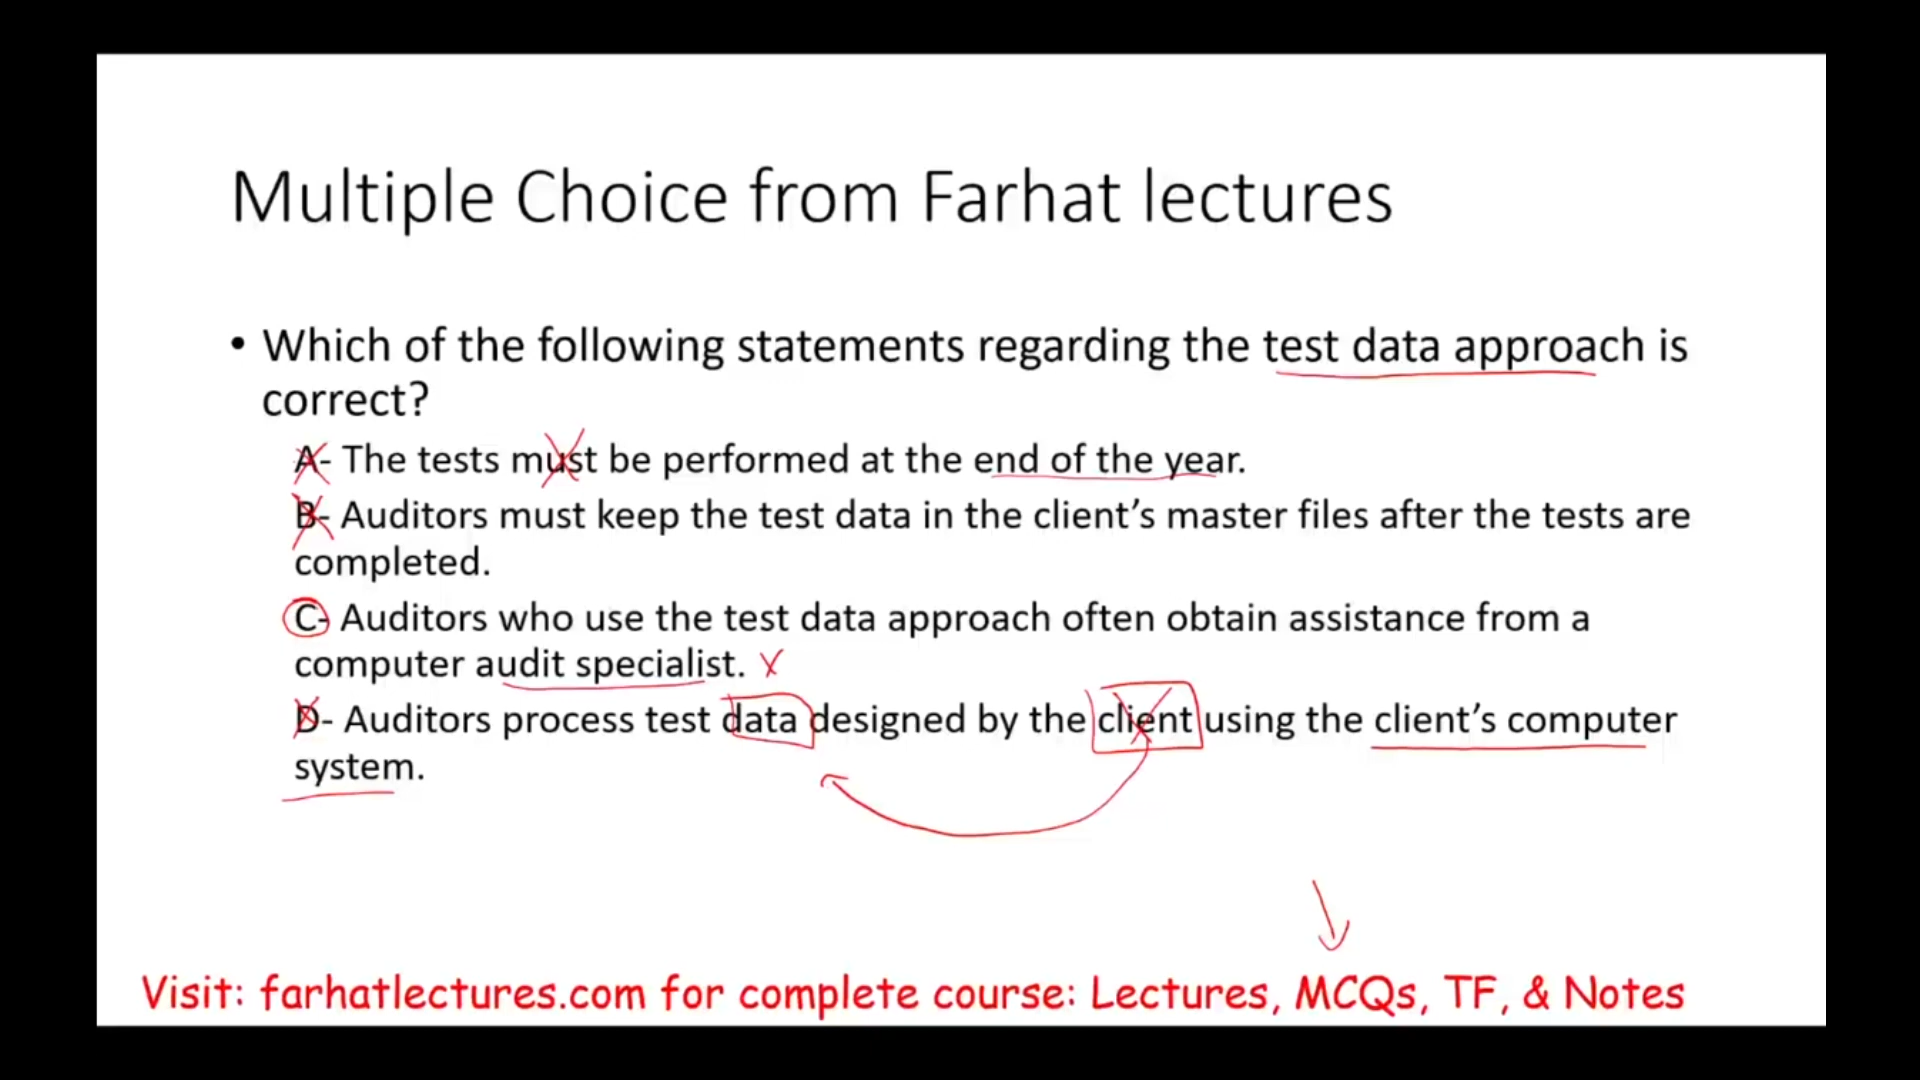 Multiple Choice from Farhat lectures
• Which of the following statements regarding the test data approach is
correct?
A- The tests must be performed at the end of the year.
B- Auditors must keep the test data in the client’s master files after the tests are
completed.
C- Auditors who use the test data approach often obtain assistance from a
computer audit specialist. X
D- Auditors process test data designed by the client using the client’s computer
system.
Visit: farhatlectures.com for complete course: Lectures, MCQs, TF, & Notes